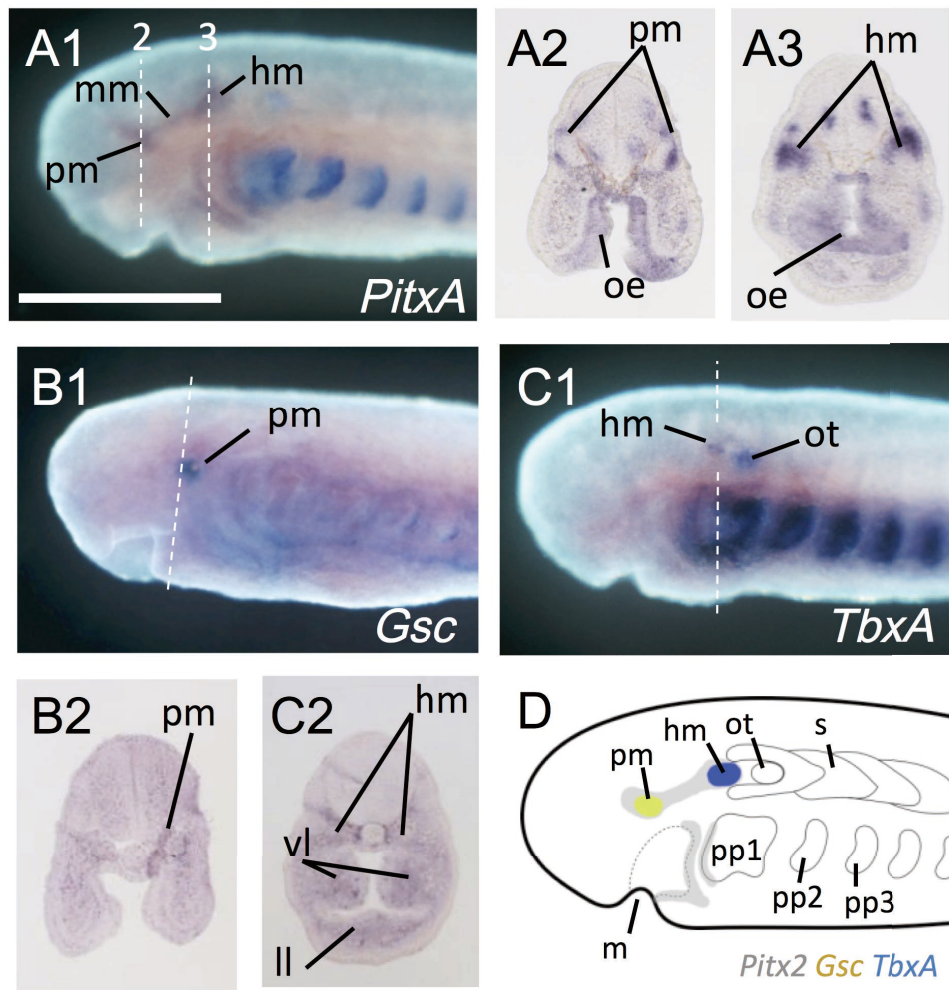 A1
2
3
mm
hm
pm
PitxA
A2
pm
oe
A3
hm
oe
B1
pm
Gsc
C1
hm
ot
TbxA
B2
pm
C2
hm
vl
ll
D
pm
hm
ot
s
pp1
pp2
pp3
m
Pitx2 Gsc TbxA